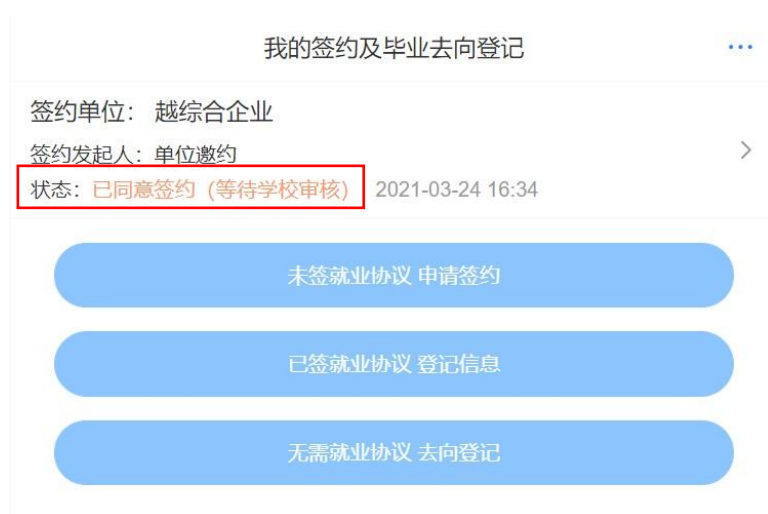 我的签约及毕业去向登记
签约单位： 越综合企业
签约发起人：单位邀约
状态：已同意签约（等待学校审核） 2021-03-24 16:34
未签就业协议 申请签约
已签就业协议 登记信息
无需就业协议 去向登记